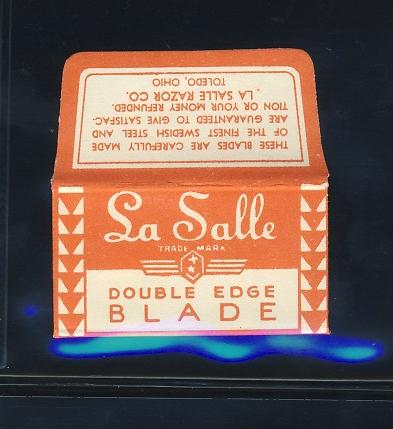 THESE BLADES ARE CAREFULLY MADE
OF THE FINEST SWEDISH STEEL AND
ARE GUARANTEED TO GIVE SATISFAC-
TION OR YOUR MONEY REFUNDED.
LA SALLE RAZOR CO.
TOLEDO, OHIO
La Salle
TRADE MARK
DOUBLE EDGE
BLADE